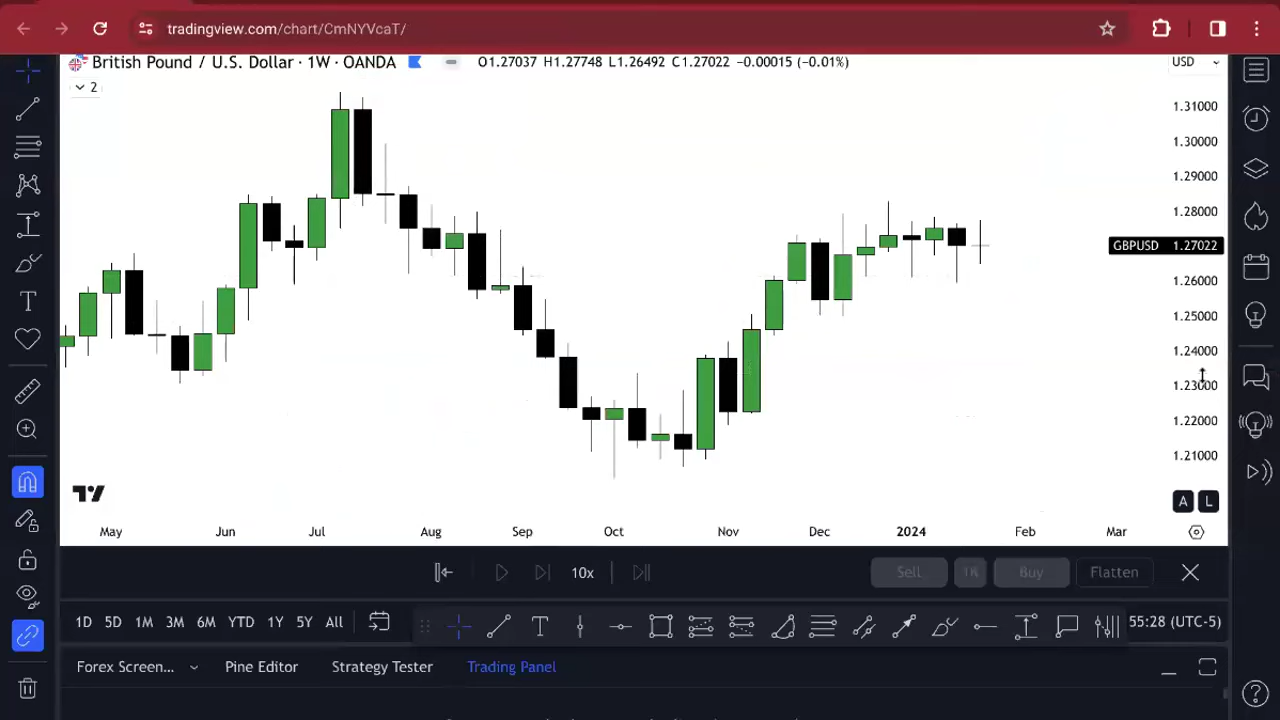 tradingview.com/chart/CmNYVcaT/
British Pound / U.S. Dollar · 1W · OANDA O1.27037 H1.27748 L1.26492 C1.27022 −0.00015 (−0.01%) USD
2
1.31000
1.30000
1.29000
1.28000
GBPUSD 1.27022
1.26000
1.25000
1.24000
1.23000
1.22000
1.21000
A L
May Jun Jul Aug Sep Oct Nov Dec 2024 Feb Mar
10x Sell 1K Buy Flatten
1D 5D 1M 3M 6M YTD 1Y 5Y All T 55:28 (UTC-5)
Forex Screen... Pine Editor Strategy Tester Trading Panel